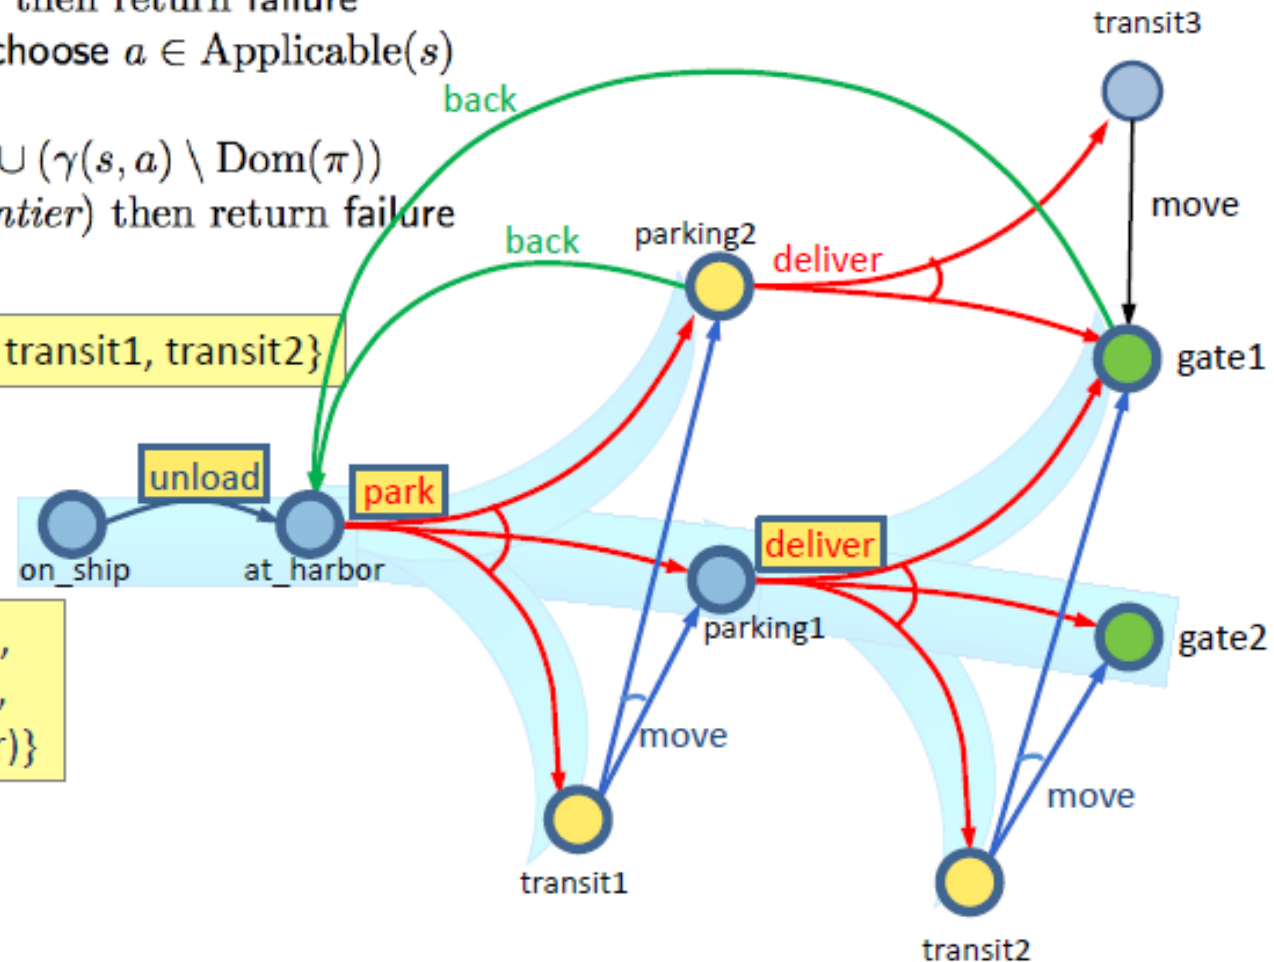 then return failure
choose a ∈ Applicable(s)
∪ (γ(s, a) \ Dom(π))
ntier) then return failure
transit1, transit2}
,
,
r)}
transit3
back
move
back
parking2
deliver
gate1
unload
park
deliver
on_ship
at_harbor
parking1
gate2
move
move
transit1
transit2